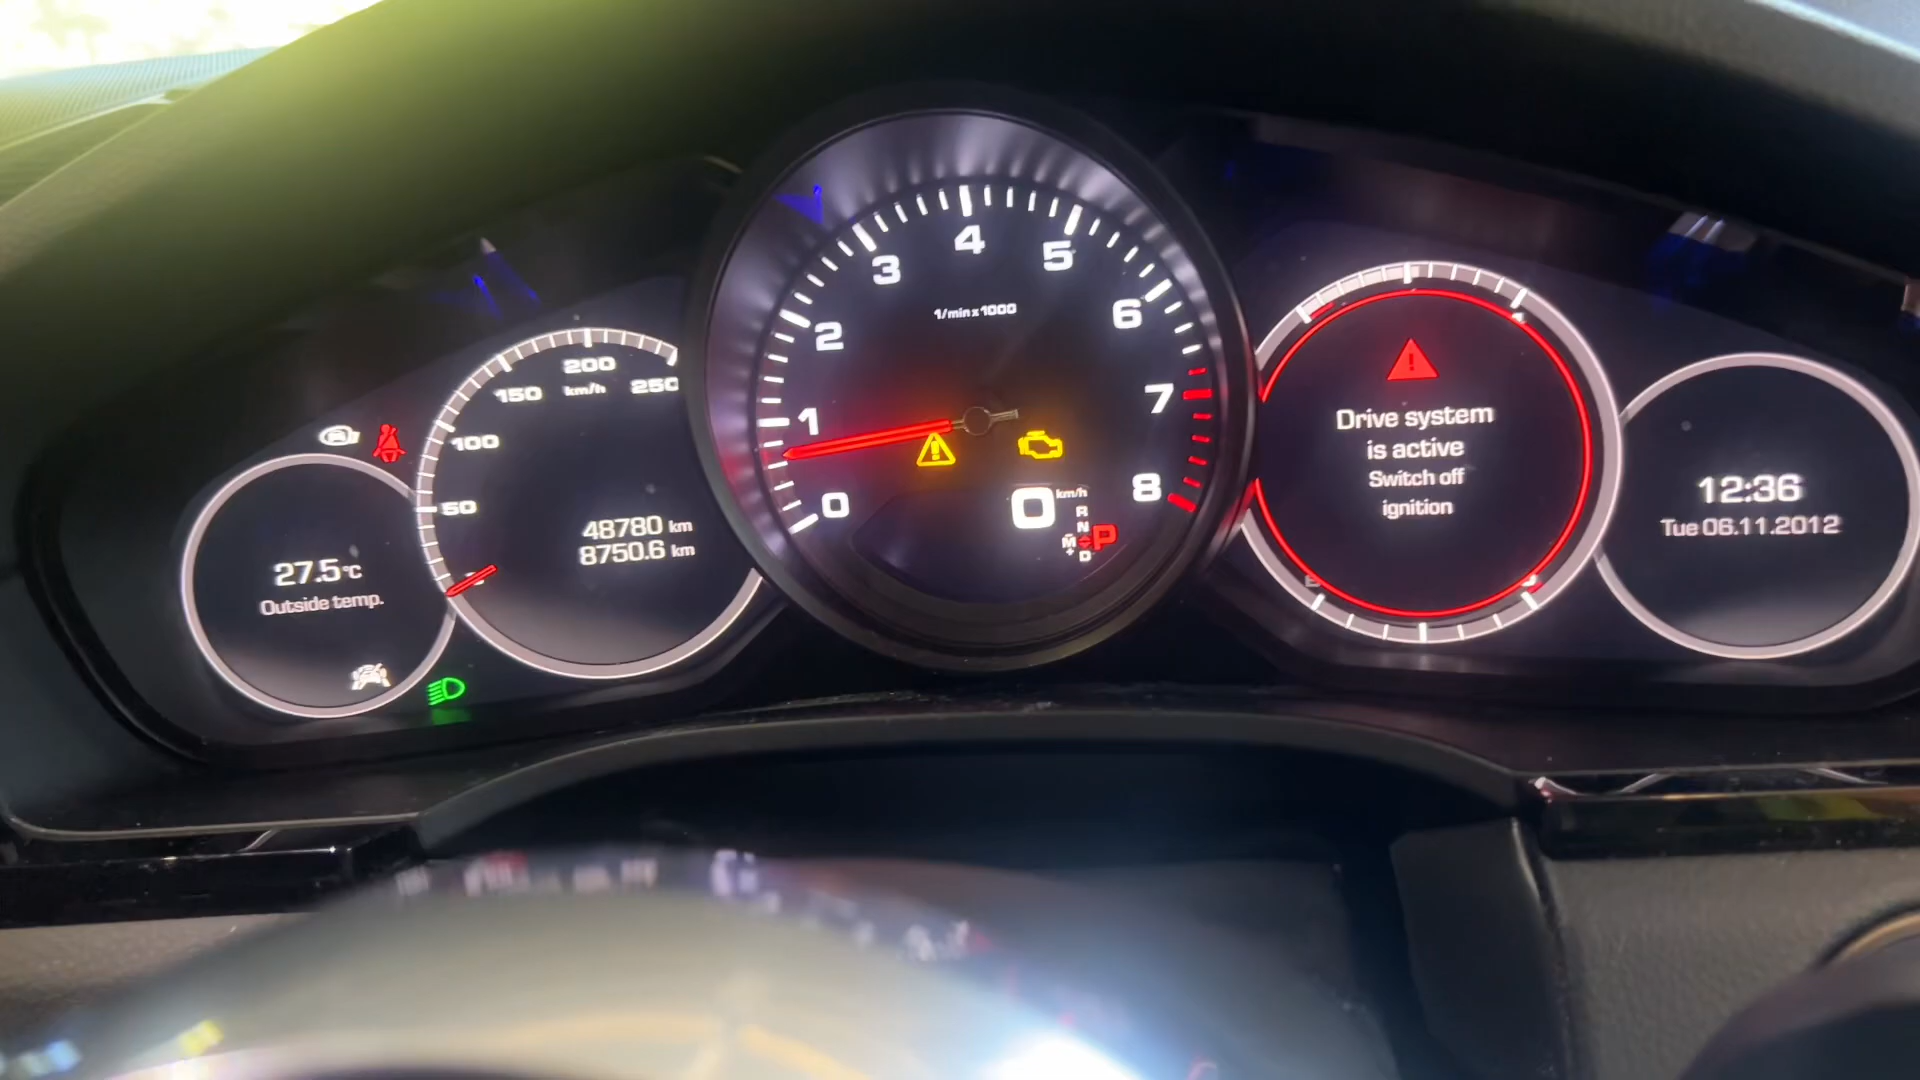 27.5°C
Outside temp.
50
100
150
200
250
km/h
48780 km
8750.6 km
0
1
2
3
4
5
6
7
8
1/min x 1000
0 km/h
R
N
P
M
D
Drive system
is active
Switch off
ignition
12:36
Tue 06.11.2012